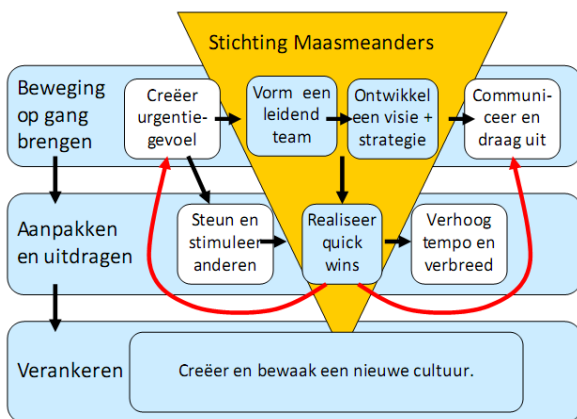 Stichting Maasmeanders
Beweging
op gang
brengen
Creëer
urgentie-
gevoel
Vorm een
leidend
team
Ontwikkel
een visie +
strategie
Communi-
ceer en
draag uit
Aanpakken
en uitdragen
Steun en
stimuleer
anderen
Realiseer
quick
wins
Verhoog
tempo en
verbreed
Verankeren
Creëer en bewaak een nieuwe cultuur.